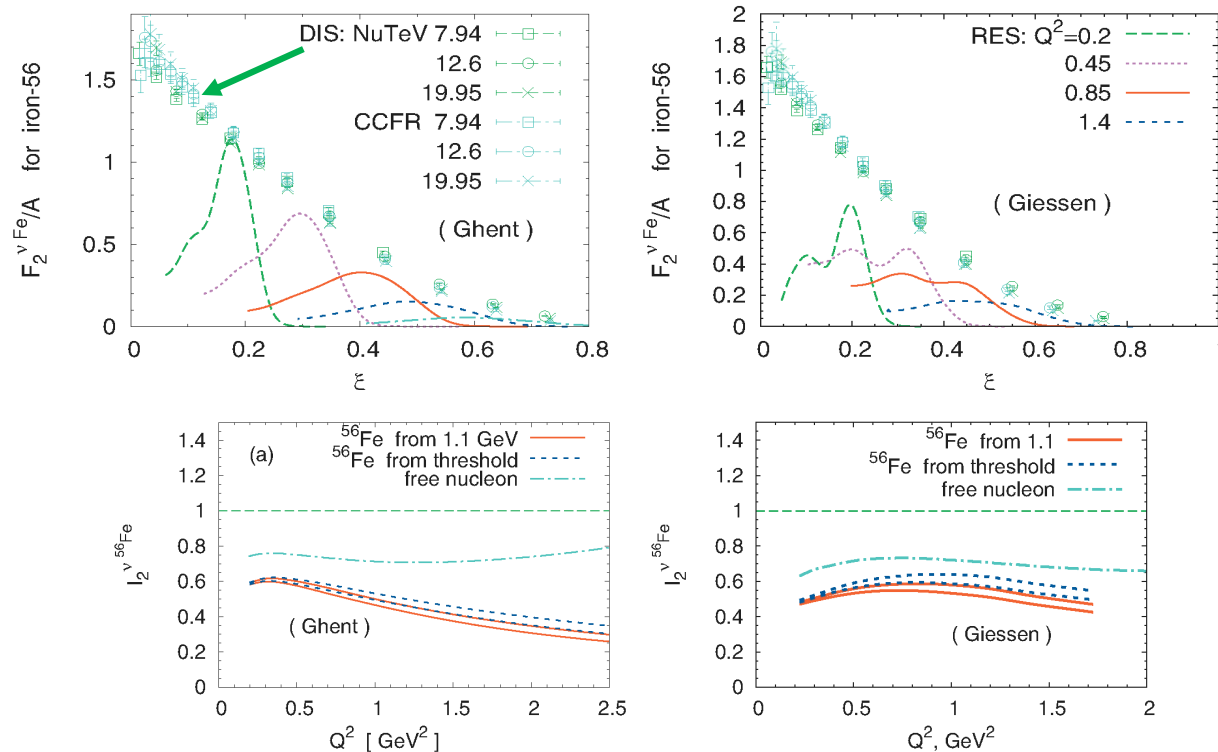 DIS: NuTeV 7.94
12.6
19.95
CCFR 7.94
12.6
19.95
( Ghent )
F₂^ν Fe/A for iron-56
1.5
1
0.5
0
0 0.2 0.4 0.6 0.8
ξ
RES: Q^2=0.2
0.45
0.85
1.4
( Giessen )
F₂^ν Fe/A for iron-56
2
1.8
1.6
1.4
1.2
1
0.8
0.6
0.4
0.2
0
0 0.2 0.4 0.6 0.8
ξ
(a)
⁵⁶Fe from 1.1 GeV
⁵⁶Fe from threshold
free nucleon
( Ghent )
I₂^ν ⁵⁶Fe
1.4
1.2
1
0.8
0.6
0.4
0.2
0
0 0.5 1 1.5 2 2.5
Q² [ GeV² ]
⁵⁶Fe from 1.1
⁵⁶Fe from threshold
free nucleon
( Giessen )
I₂^ν ⁵⁶Fe
1.4
1.2
1
0.8
0.6
0.4
0.2
0
0 0.5 1 1.5 2
Q², GeV²